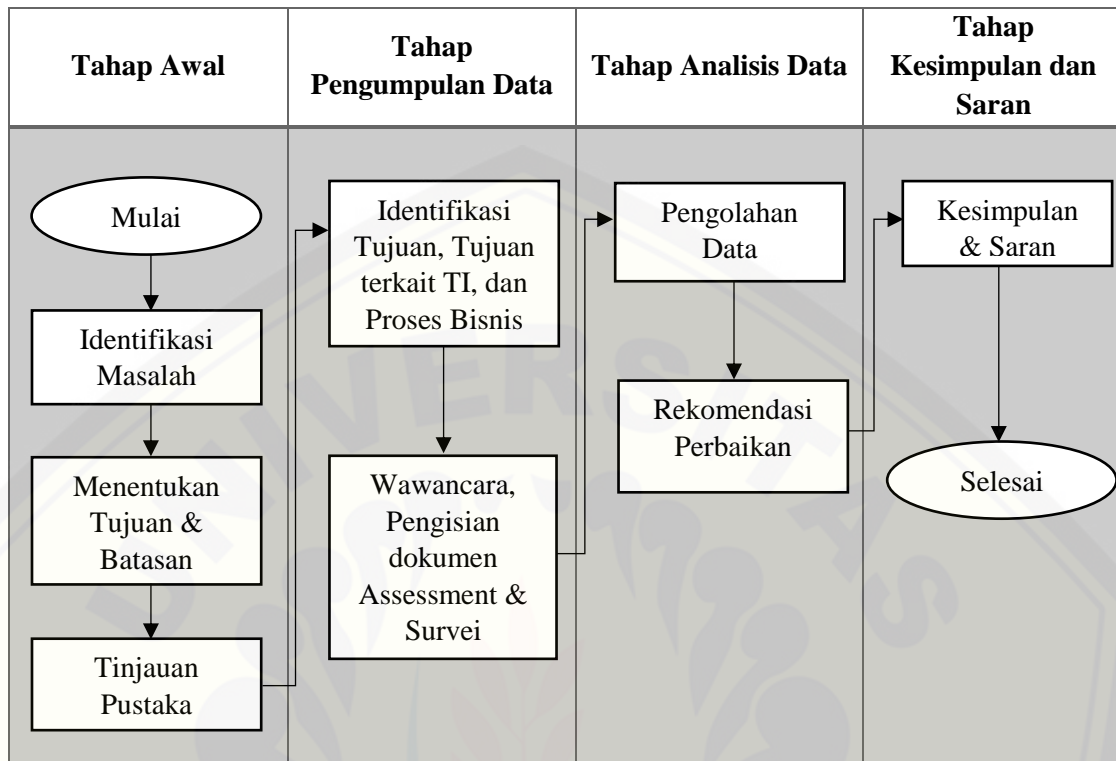 Tahap Awal
Tahap
Pengumpulan Data
Tahap Analisis Data
Tahap
Kesimpulan dan
Saran
Mulai
Identifikasi
Masalah
Menentukan
Tujuan &
Batasan
Tinjauan
Pustaka
Identifikasi
Tujuan, Tujuan
terkait TI, dan
Proses Bisnis
Wawancara,
Pengisian
dokumen
Assessment &
Survei
Pengolahan
Data
Rekomendasi
Perbaikan
Kesimpulan
& Saran
Selesai
UNIVERSITAS